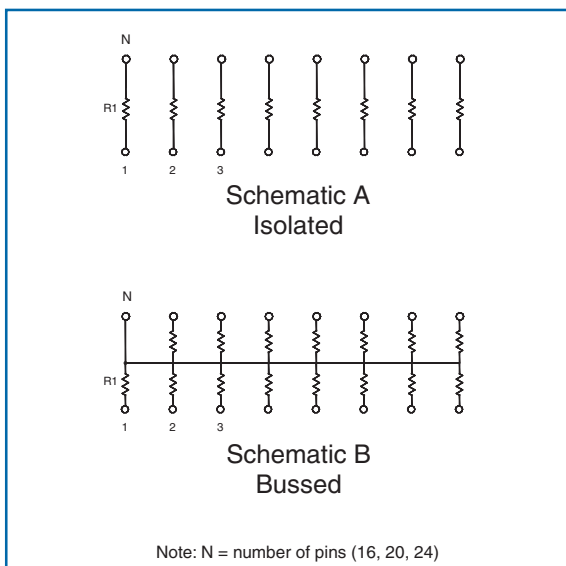 N
R1
1 2 3
Schematic A
Isolated
N
R1
1 2 3
Schematic B
Bussed
Note: N = number of pins (16, 20, 24)